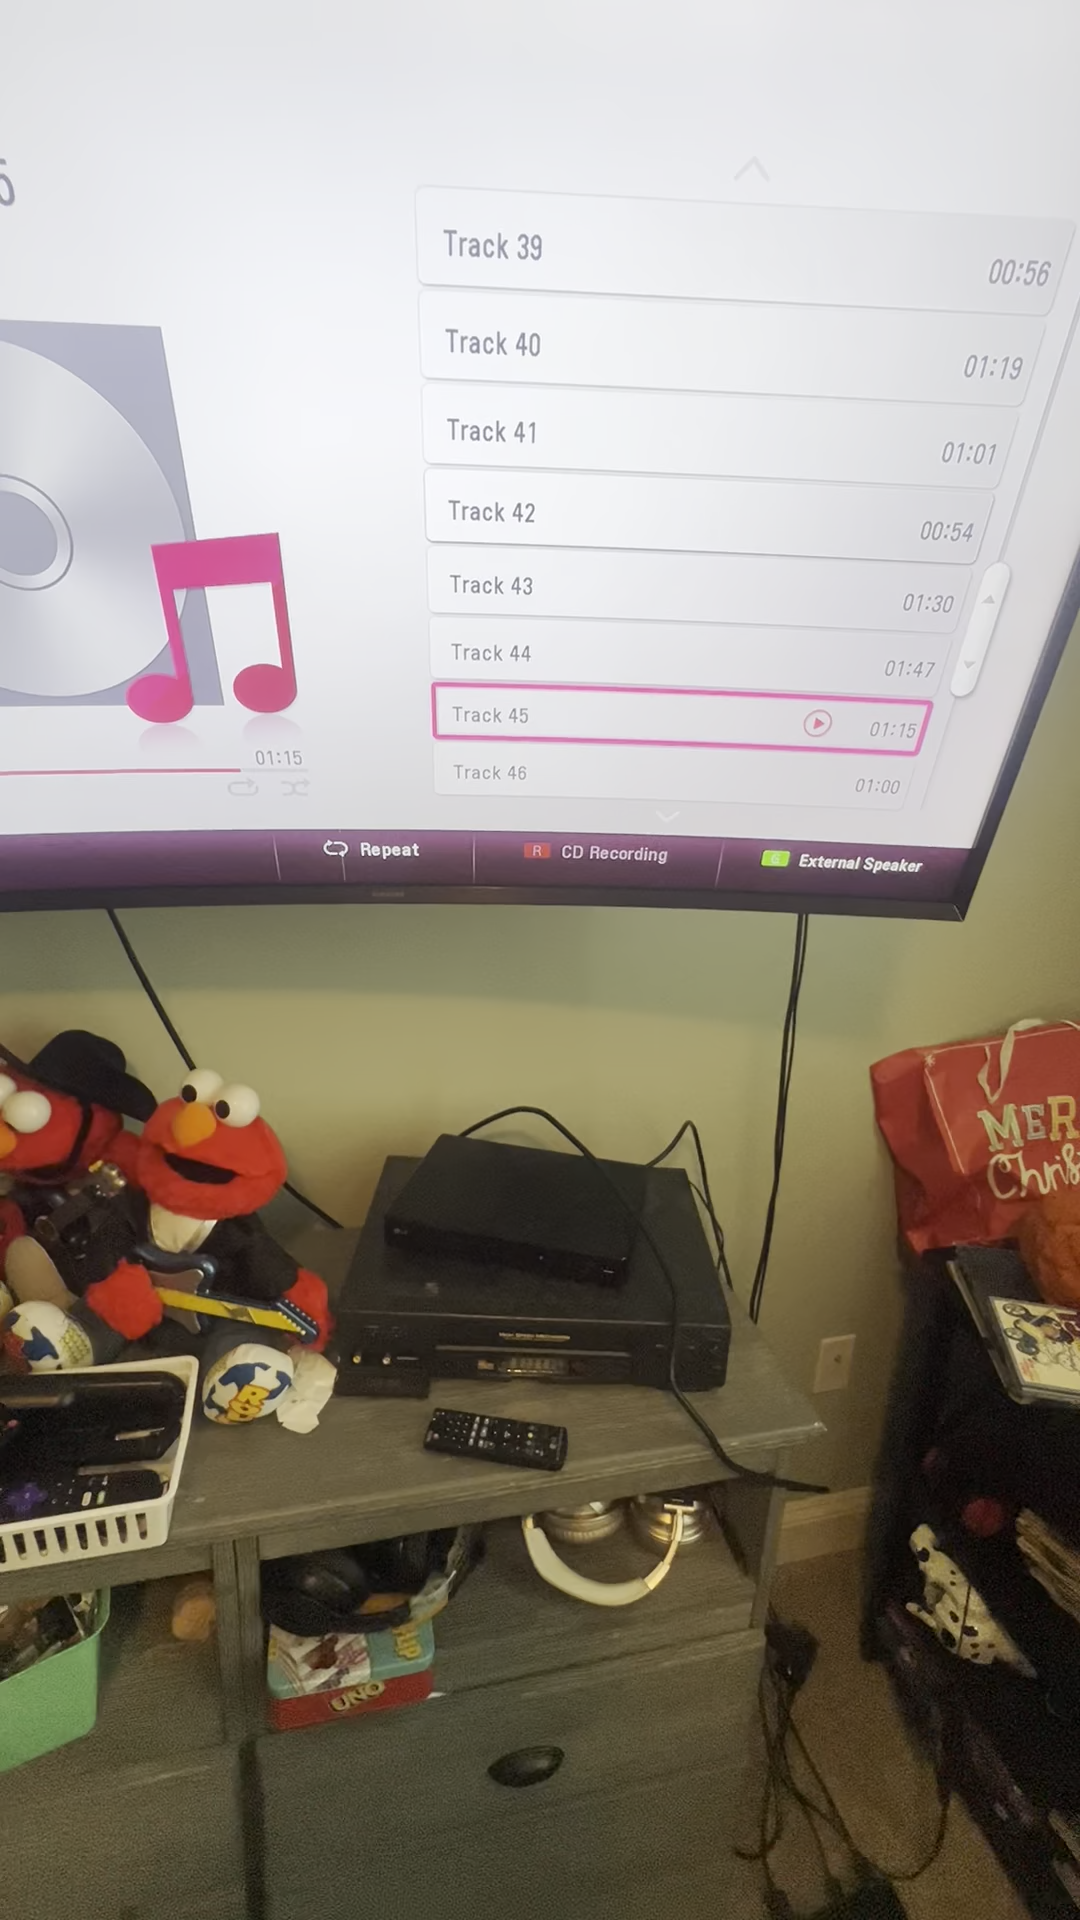 Track 39
00:56
Track 40
01:19
Track 41
01:01
Track 42
00:54
Track 43
01:30
Track 44
01:47
Track 45
01:15
Track 46
01:00
01:15
Repeat
R CD Recording
G External Speaker
MER
Chris
UNO